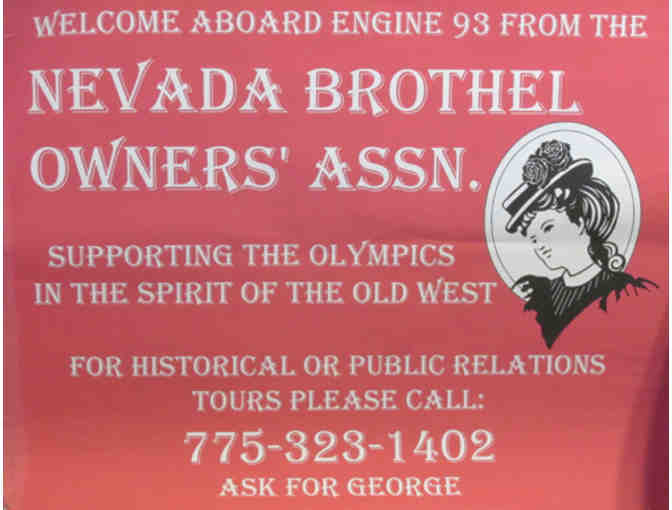 WELCOME ABOARD ENGINE 93 FROM THE
NEVADA BROTHEL
OWNERS' ASSN.
SUPPORTING THE OLYMPICS
IN THE SPIRIT OF THE OLD WEST
FOR HISTORICAL OR PUBLIC RELATIONS
TOURS PLEASE CALL:
775-323-1402
ASK FOR GEORGE